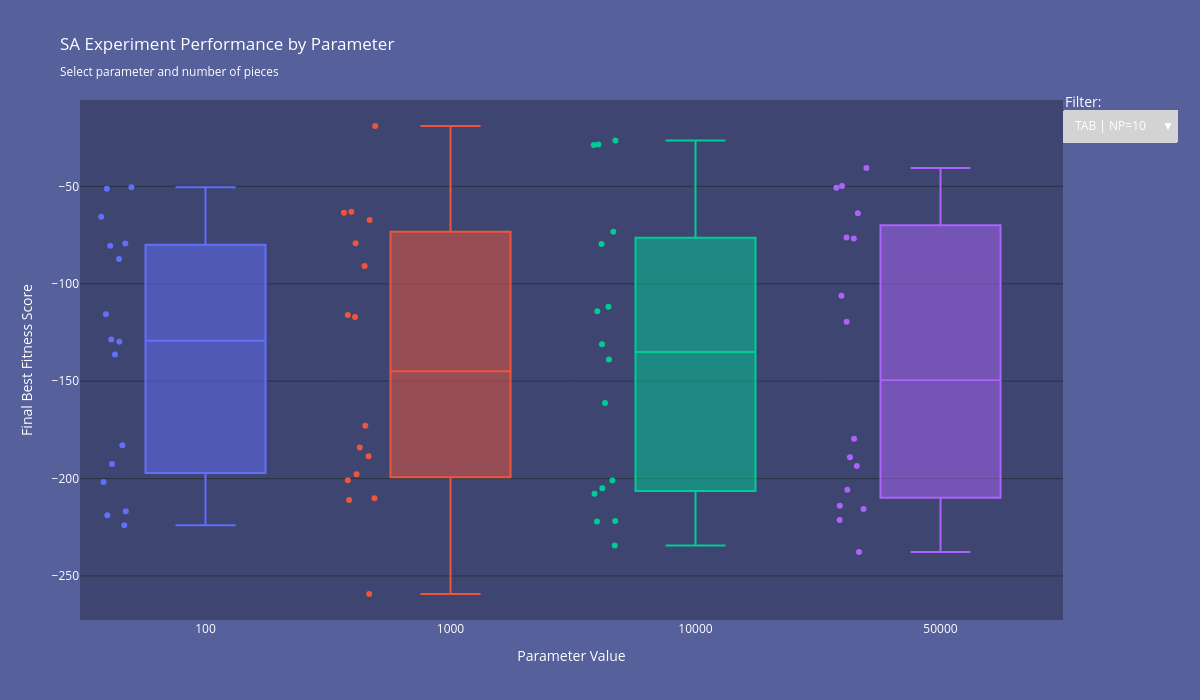 SA Experiment Performance by Parameter
Select parameter and number of pieces
Filter:
TAB | NP=10 ▼
Final Best Fitness Score
−50
−100
−150
−200
−250
100
1000
10000
50000
Parameter Value